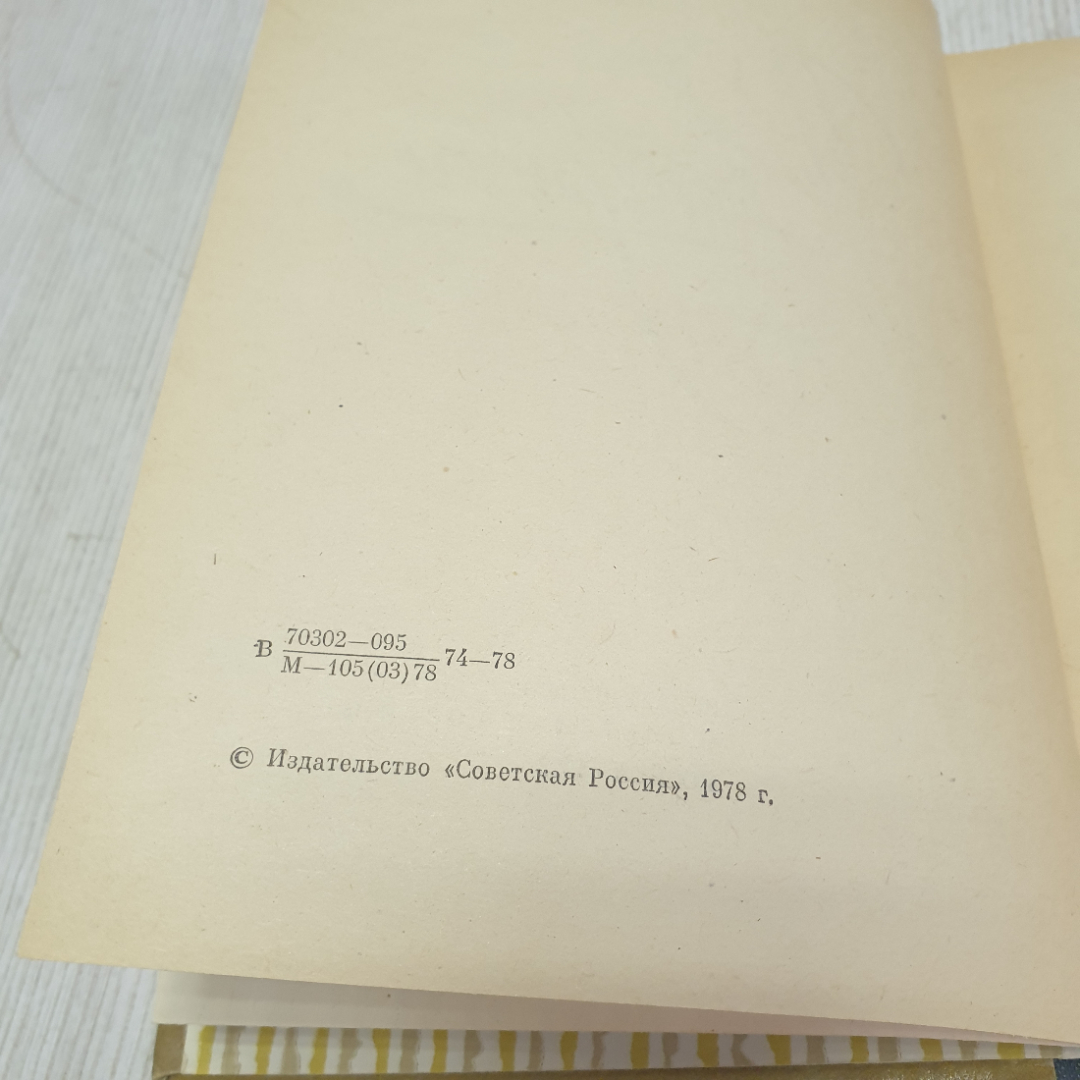 В 70302—095 74—78
М—105(03)78
© Издательство «Советская Россия», 1978 г.